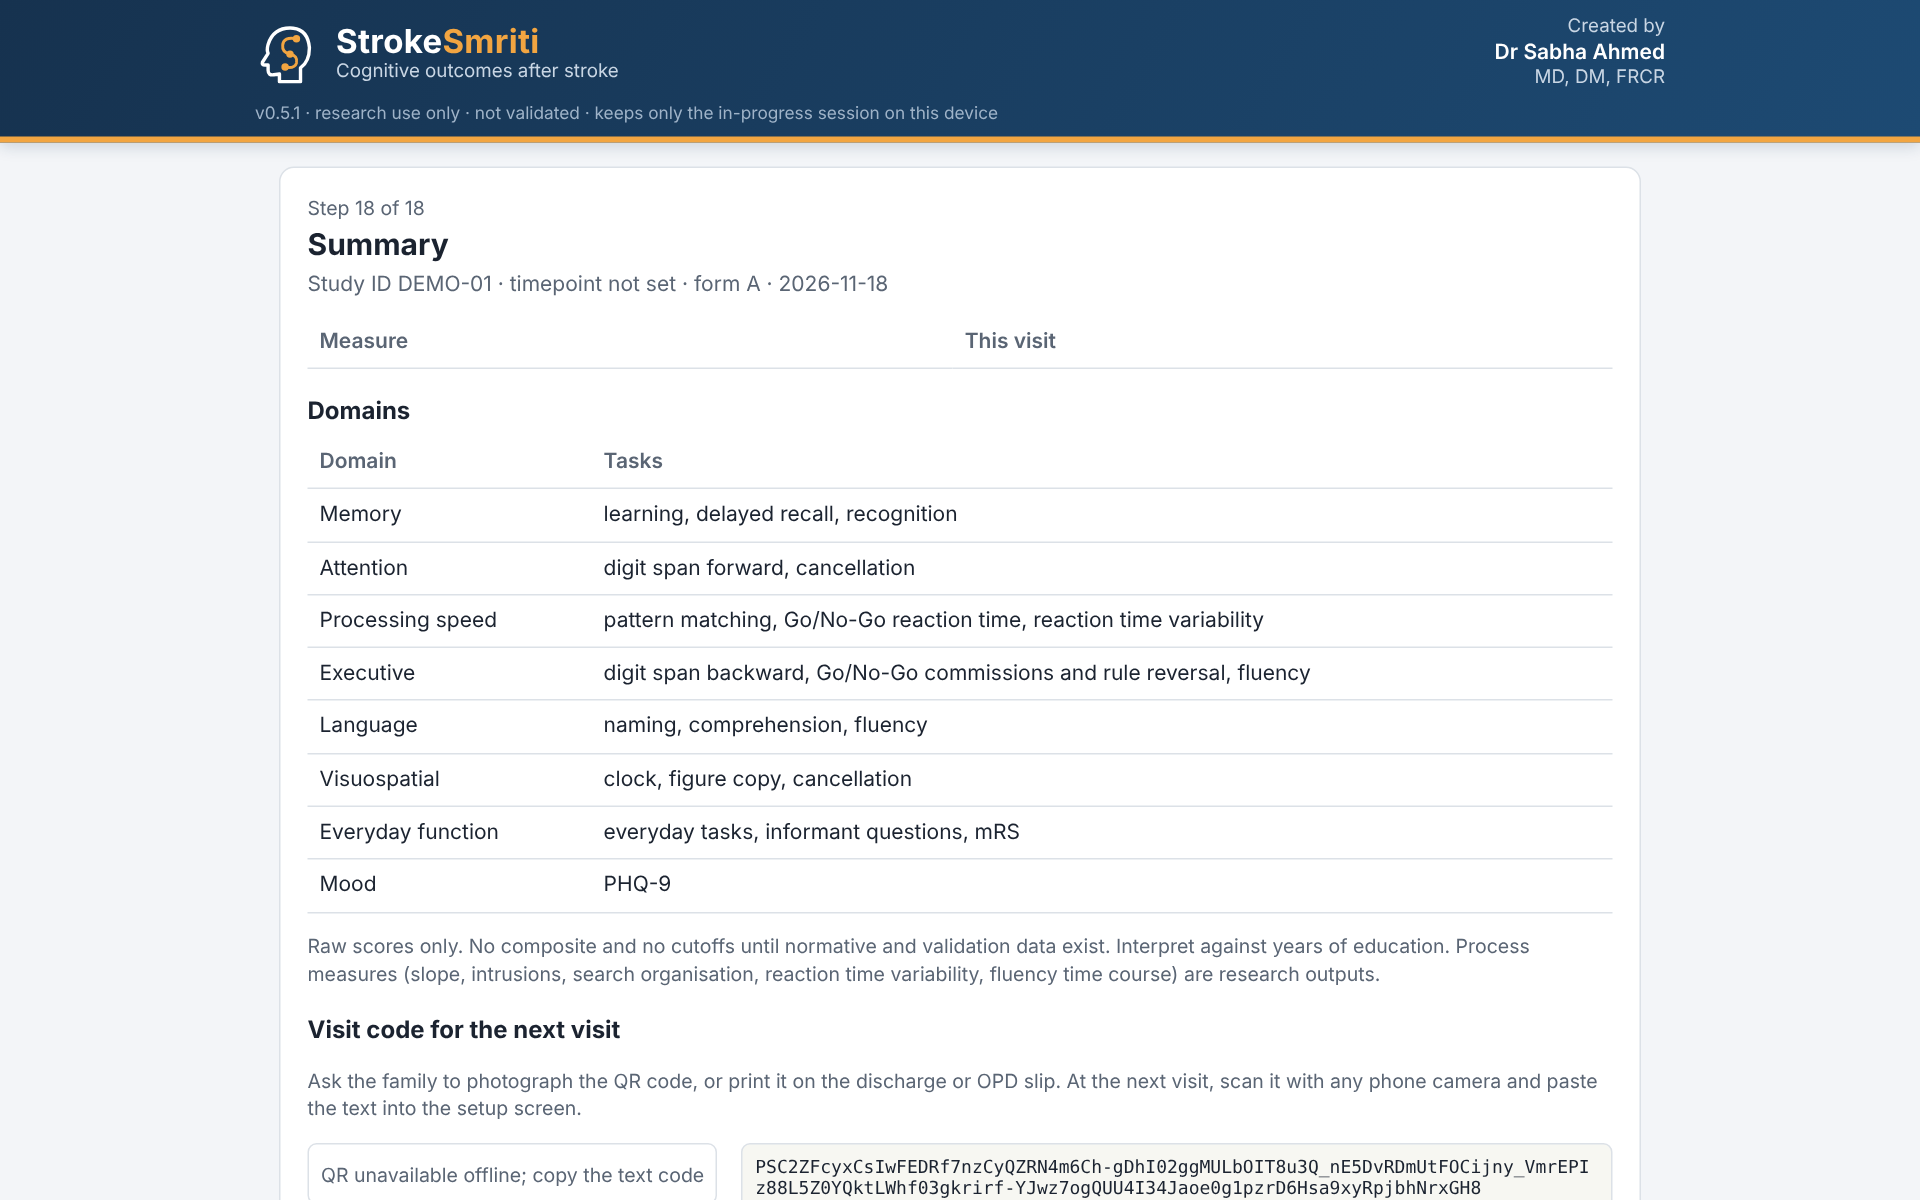 StrokeSmriti
Cognitive outcomes after stroke
v0.5.1 · research use only · not validated · keeps only the in-progress session on this device
Created by
Dr Sabha Ahmed
MD, DM, FRCR
Step 18 of 18
Summary
Study ID DEMO-01 · timepoint not set · form A · 2026-11-18
Measure This visit
Domains
Domain Tasks
Memory learning, delayed recall, recognition
Attention digit span forward, cancellation
Processing speed pattern matching, Go/No-Go reaction time, reaction time variability
Executive digit span backward, Go/No-Go commissions and rule reversal, fluency
Language naming, comprehension, fluency
Visuospatial clock, figure copy, cancellation
Everyday function everyday tasks, informant questions, mRS
Mood PHQ-9
Raw scores only. No composite and no cutoffs until normative and validation data exist. Interpret against years of education. Process
measures (slope, intrusions, search organisation, reaction time variability, fluency time course) are research outputs.
Visit code for the next visit
Ask the family to photograph the QR code, or print it on the discharge or OPD slip. At the next visit, scan it with any phone camera and paste
the text into the setup screen.
QR unavailable offline; copy the text code
PSC2ZFcyxCsIwFEDRf7nzCyQZRN4m6Ch-gDhI02ggMULbOIT8u3Q_nE5DvRDmUtFOCijny_VmrEPI
z88L5Z0YQktLWhf03gkrirf-YJwz7ogQUU4I34Jaoe0g1pzrD6Hsa9xyRpjbhNrxGH8